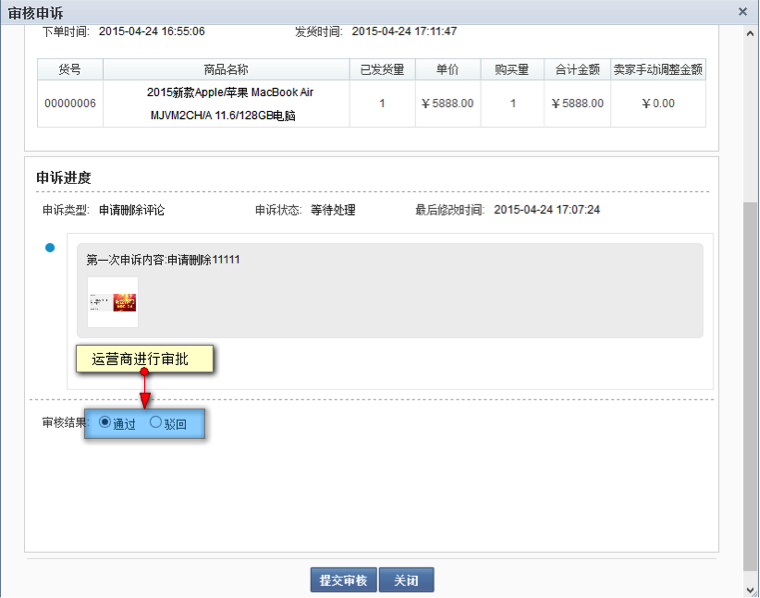 审核申诉
下单时间: 2015-04-24 16:55:06 发货时间: 2015-04-24 17:11:47
货号 商品名称 已发货量 单价 购买量 合计金额 卖家手动调整金额
00000006 2015新款Apple/苹果 MacBook Air MJVM2CH/A 11.6/128GB电脑 1 ￥5888.00 1 ￥5888.00 ￥0.00
申诉进度
申诉类型: 申请删除评论 申诉状态: 等待处理 最后修改时间: 2015-04-24 17:07:24
第一次申诉内容:申请删除11111
运营商进行审批
审核结果: 通过 驳回
提交审核 关闭